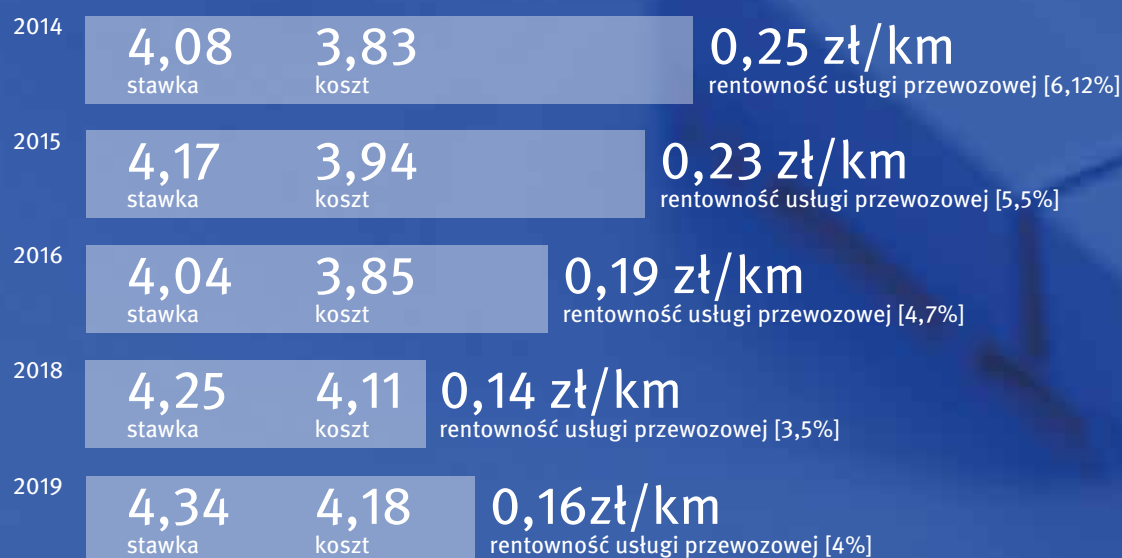 2014
4,08 3,83 0,25 zł/km
stawka koszt rentowność usługi przewozowej [6,12%]
2015
4,17 3,94 0,23 zł/km
stawka koszt rentowność usługi przewozowej [5,5%]
2016
4,04 3,85 0,19 zł/km
stawka koszt rentowność usługi przewozowej [4,7%]
2018
4,25 4,11 0,14 zł/km
stawka koszt rentowność usługi przewozowej [3,5%]
2019
4,34 4,18 0,16zł/km
stawka koszt rentowność usługi przewozowej [4%]